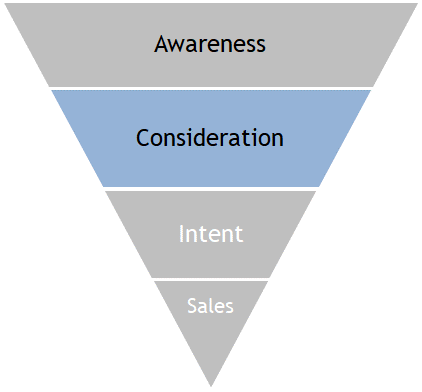 Awareness
Consideration
Intent
Sales